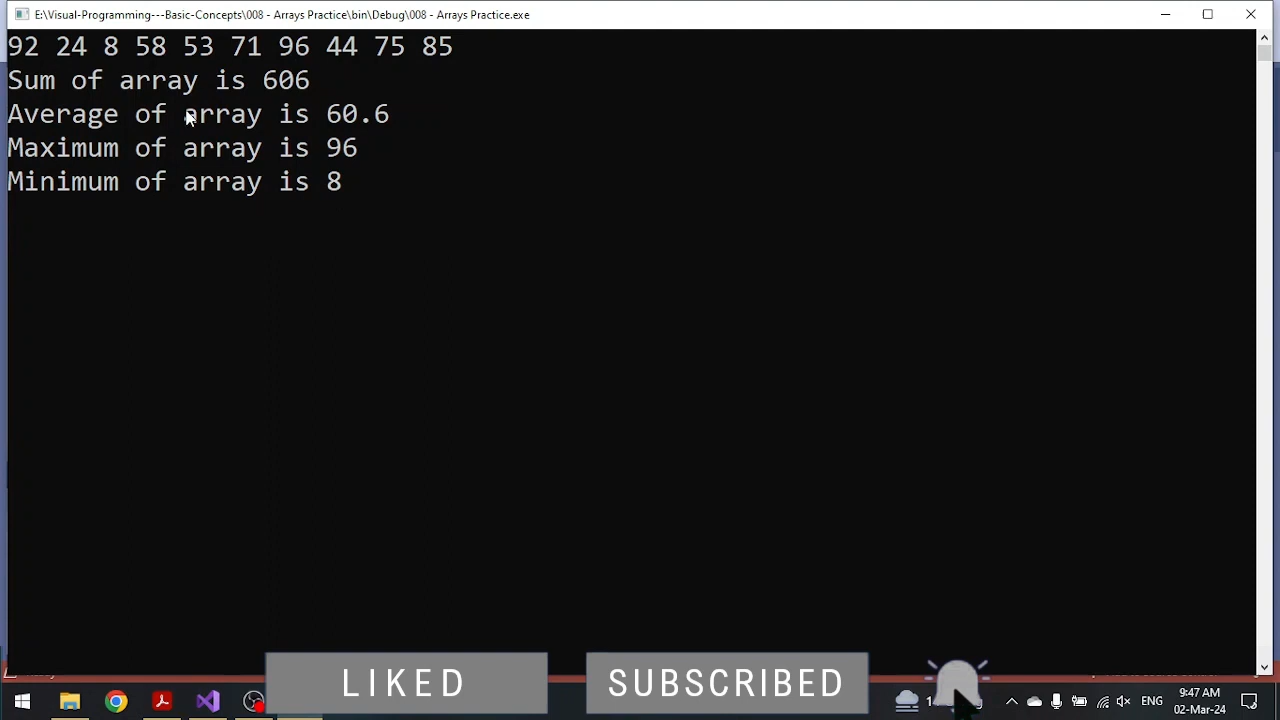 E:\Visual-Programming---Basic-Concepts\008 - Arrays Practice\bin\Debug\008 - Arrays Practice.exe
92 24 8 58 53 71 96 44 75 85
Sum of array is 606
Average of array is 60.6
Maximum of array is 96
Minimum of array is 8
LIKED SUBSCRIBED
ENG 9:47 AM
02-Mar-24